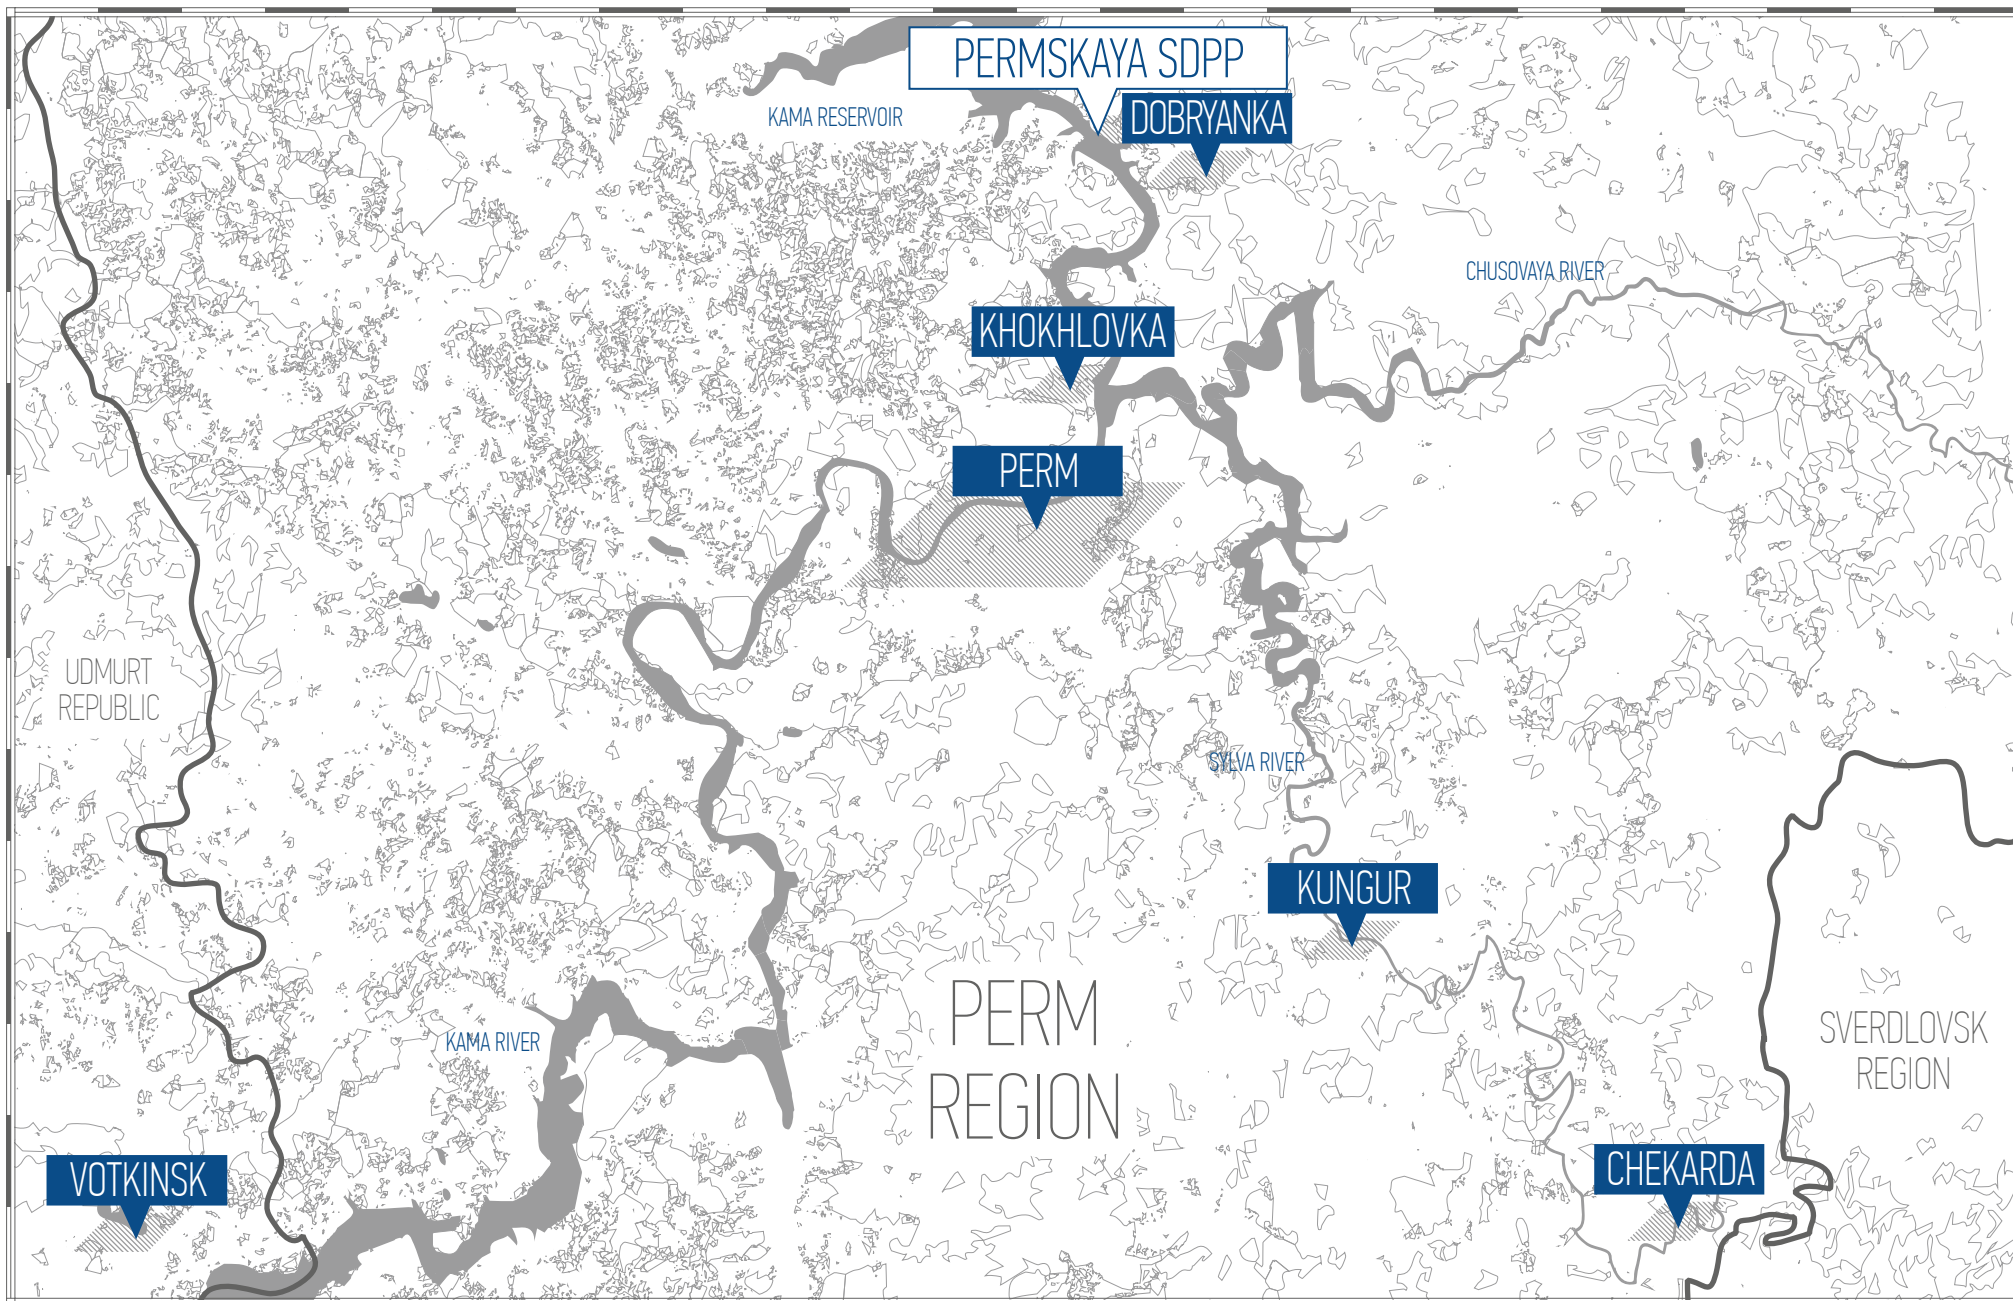 PERMSKAYA SDPP
KAMA RESERVOIR
DOBRYANKA
CHUSOVAYA RIVER
KHOKHLOVKA
PERM
UDMURT
REPUBLIC
SYLVA RIVER
KUNGUR
PERM
REGION
KAMA RIVER
SVERDLOVSK
REGION
VOTKINSK
CHEKARDA